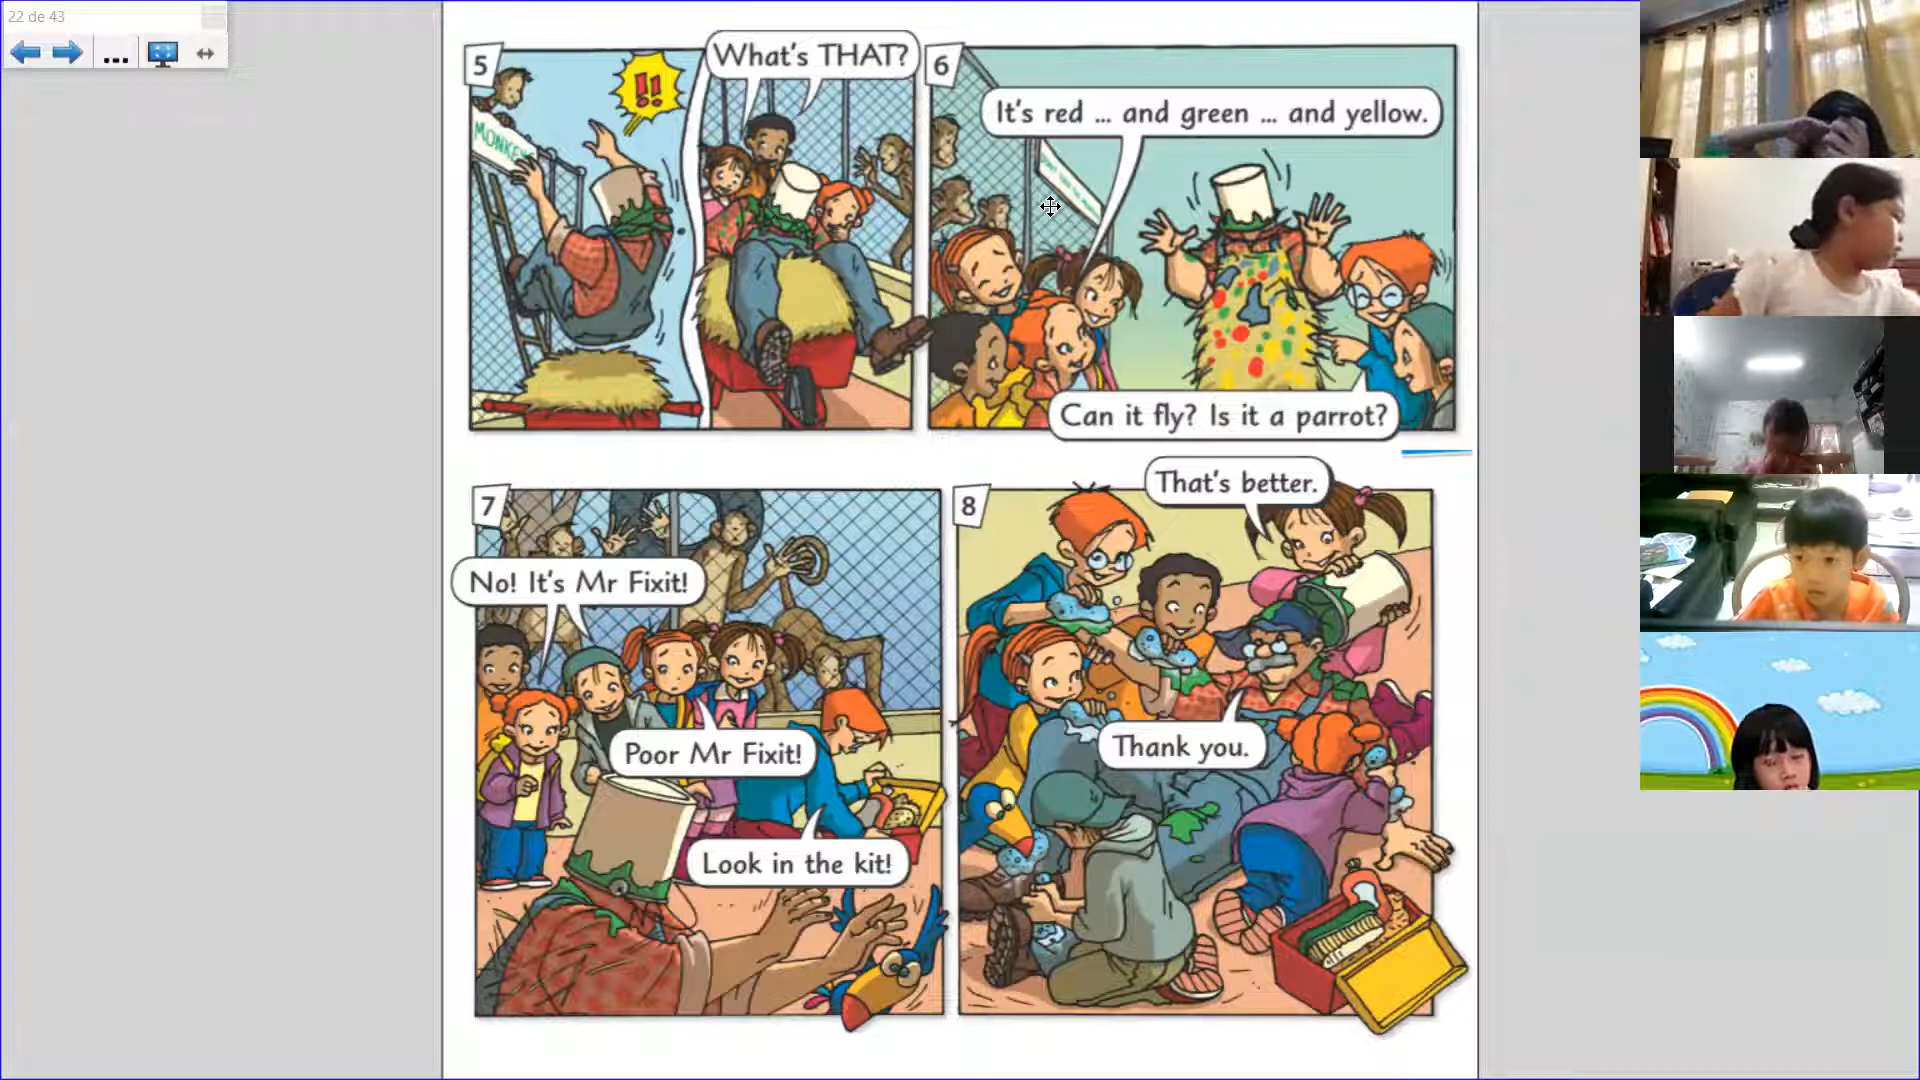 22 de 43
5
!!
MONKEYS
What's THAT?
6
It's red ... and green ... and yellow.
Can it fly? Is it a parrot?
7
No! It's Mr Fixit!
Poor Mr Fixit!
Look in the kit!
8
That's better.
Thank you.